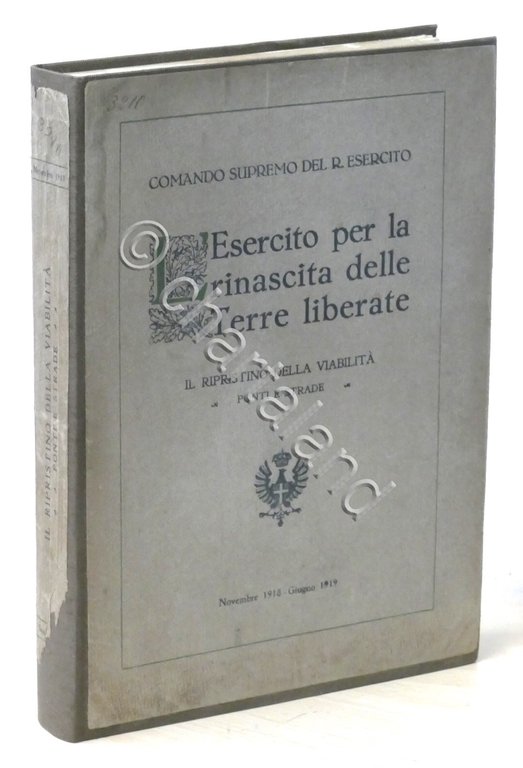 COMANDO SUPREMO DEL R. ESERCITO
L'Esercito per la
rinascita delle
Terre liberate
IL RIPRISTINO DELLA VIABILITÀ
PONTI E STRADE
Novembre 1918 - Giugno 1919
IL RIPRISTINO DELLA VIABILITÀ
PONTI E STRADE
© Chartaland